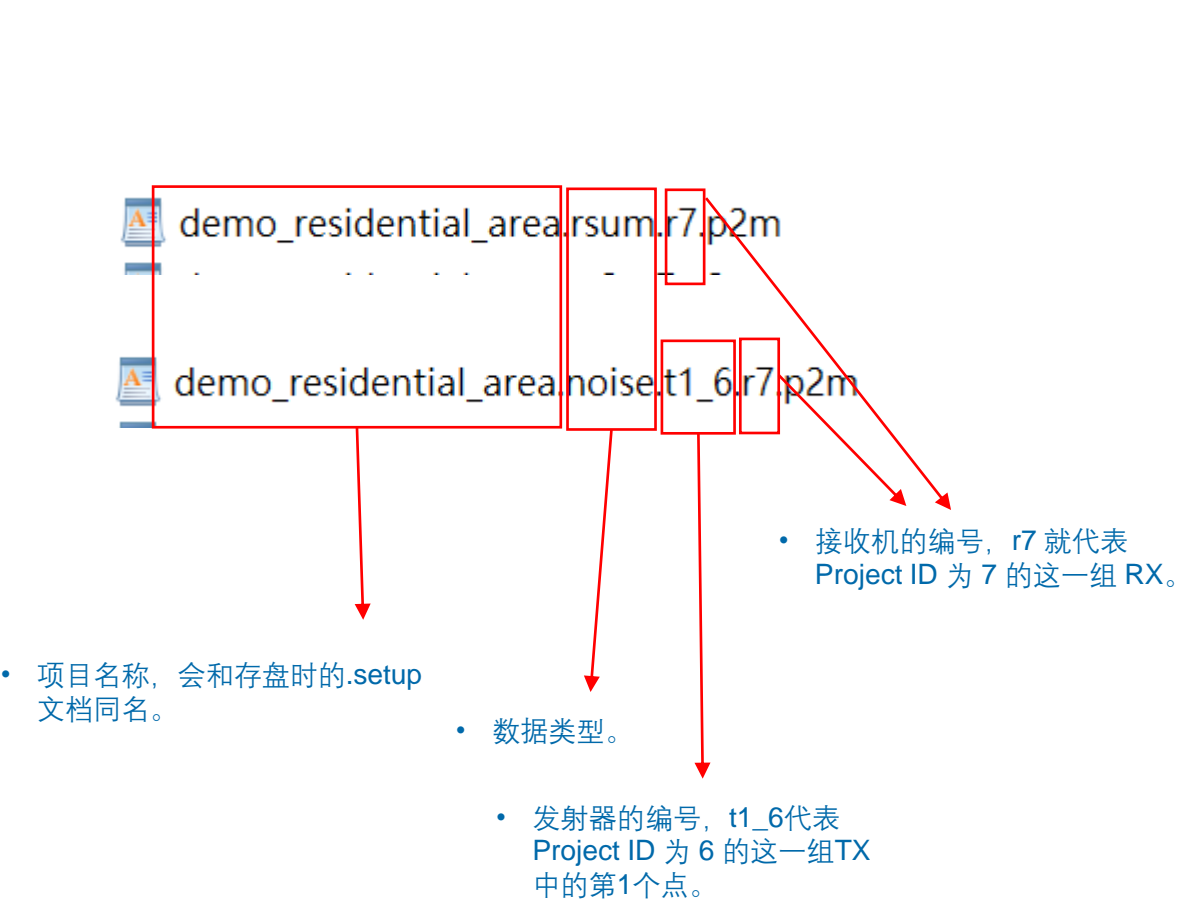 demo_residential_area.rsum.r7.p2m
demo_residential_area.noise.t1_6.r7.p2m
• 接收机的编号，r7 就代表
Project ID 为 7 的这一组 RX。
• 项目名称，会和存盘时的.setup
文档同名。
• 数据类型。
• 发射器的编号，t1_6代表
Project ID 为 6 的这一组TX
中的第1个点。